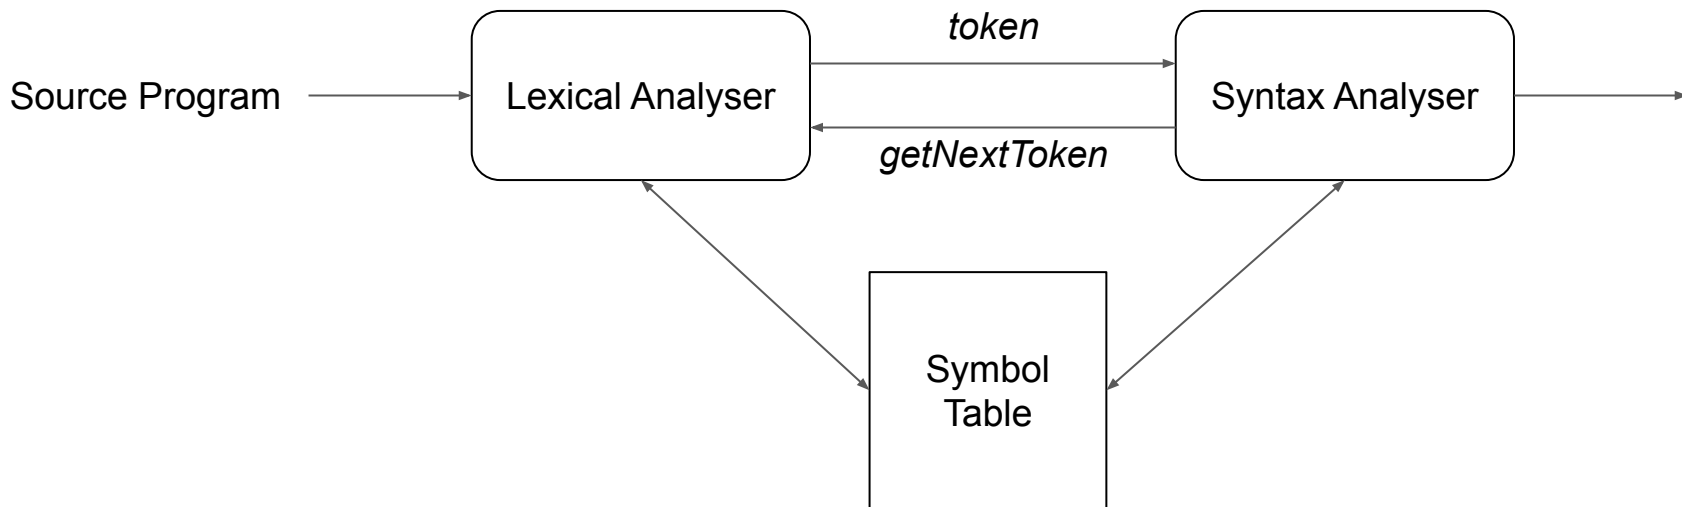 token
Source Program
Lexical Analyser
Syntax Analyser
getNextToken
Symbol
Table